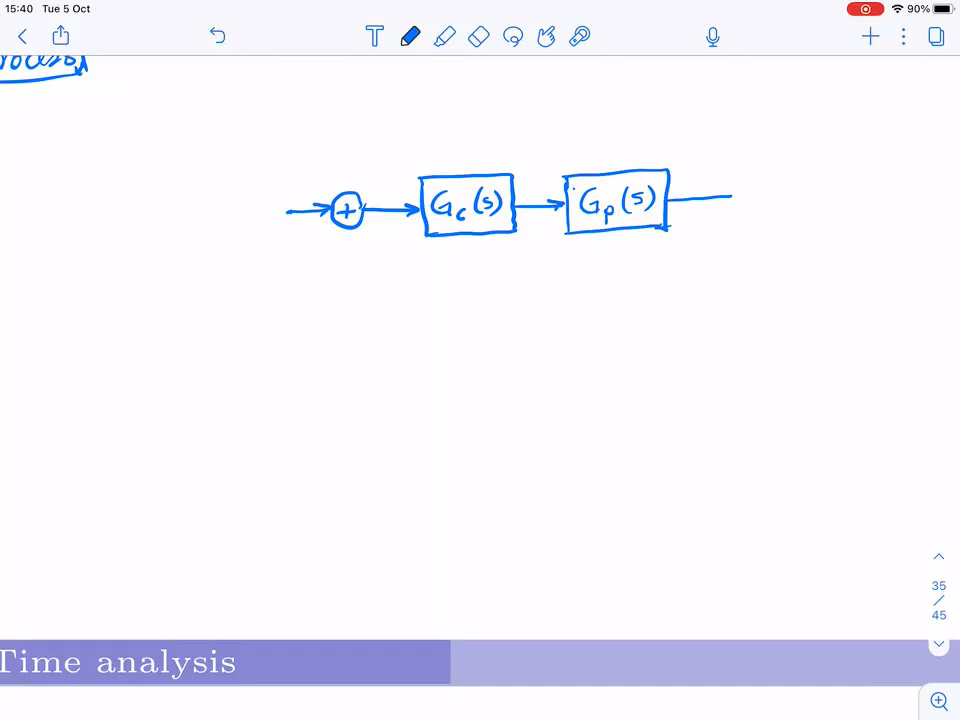 15:40 Tue 5 Oct 90%
+ Gc(s) Gp(s)
35
/
45
Time analysis